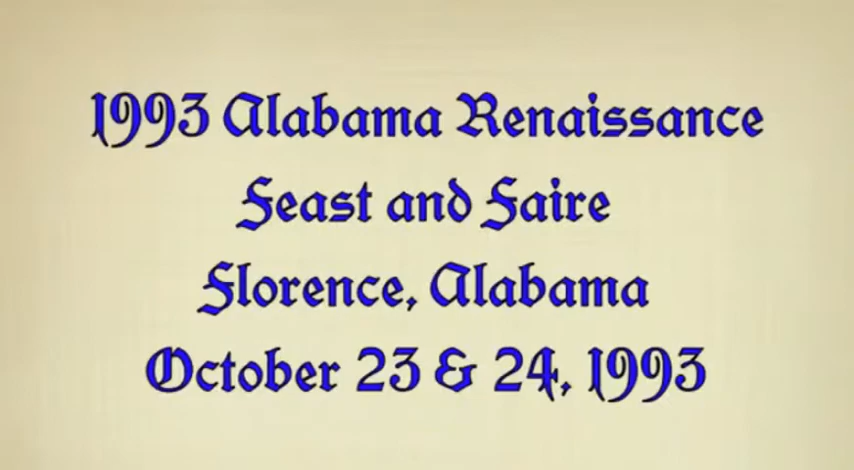 1993 Alabama Renaissance
Feast and Faire
Florence, Alabama
October 23 & 24, 1993